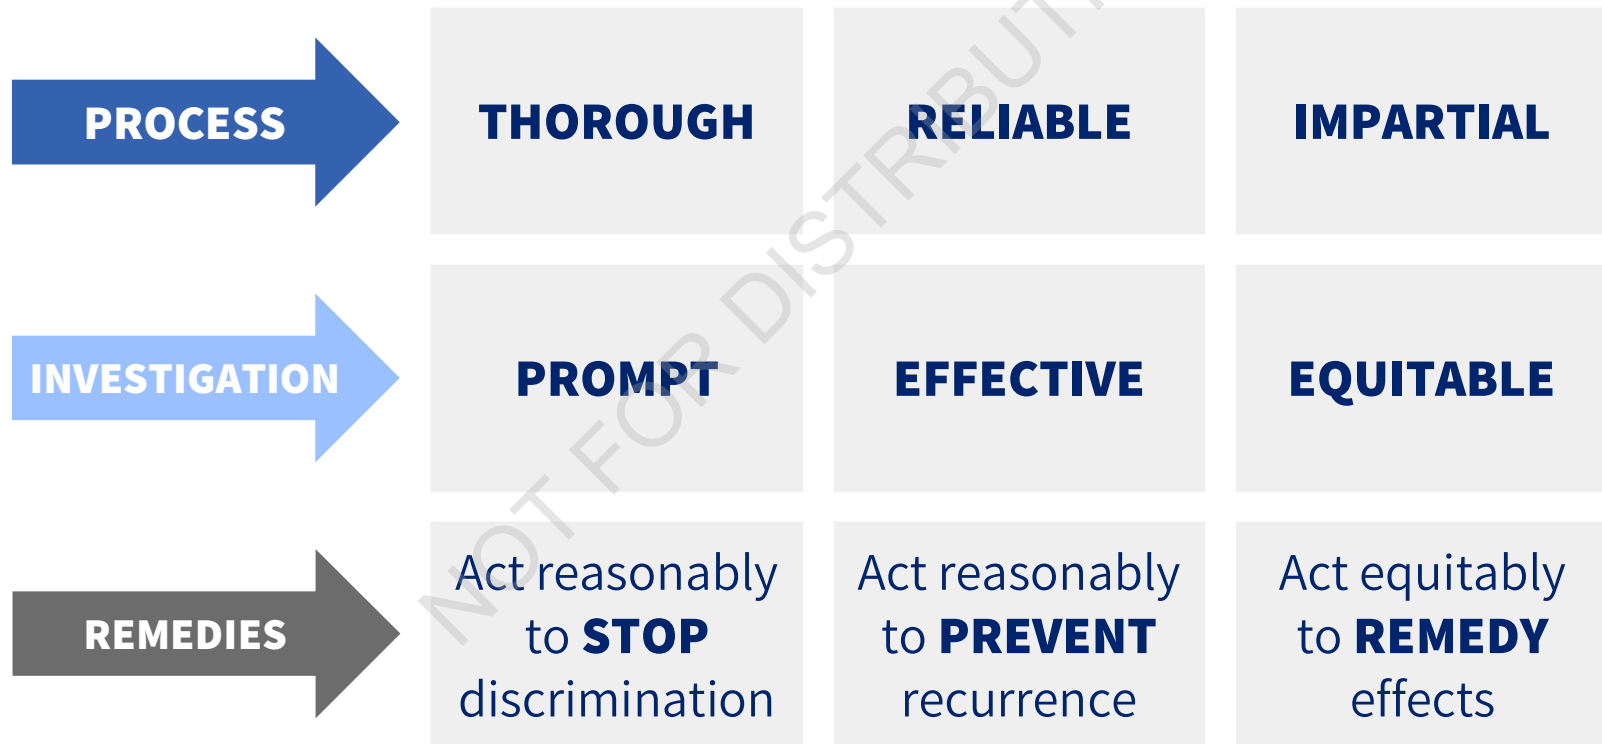 PROCESS
THOROUGH
RELIABLE
IMPARTIAL
INVESTIGATION
PROMPT
EFFECTIVE
EQUITABLE
REMEDIES
Act reasonably
to STOP
discrimination
Act reasonably
to PREVENT
recurrence
Act equitably
to REMEDY
effects
NOT FOR DISTRIBUT